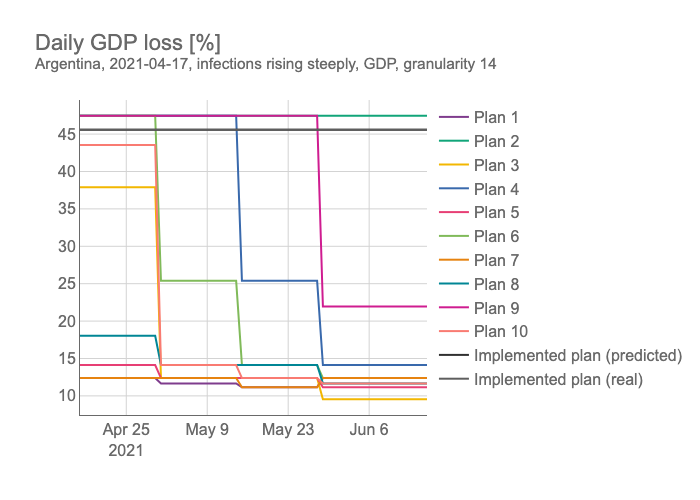 Daily GDP loss [%]
Argentina, 2021-04-17, infections rising steeply, GDP, granularity 14
45
40
35
30
25
20
15
10
Apr 25
2021
May 9
May 23
Jun 6
Plan 1
Plan 2
Plan 3
Plan 4
Plan 5
Plan 6
Plan 7
Plan 8
Plan 9
Plan 10
Implemented plan (predicted)
Implemented plan (real)